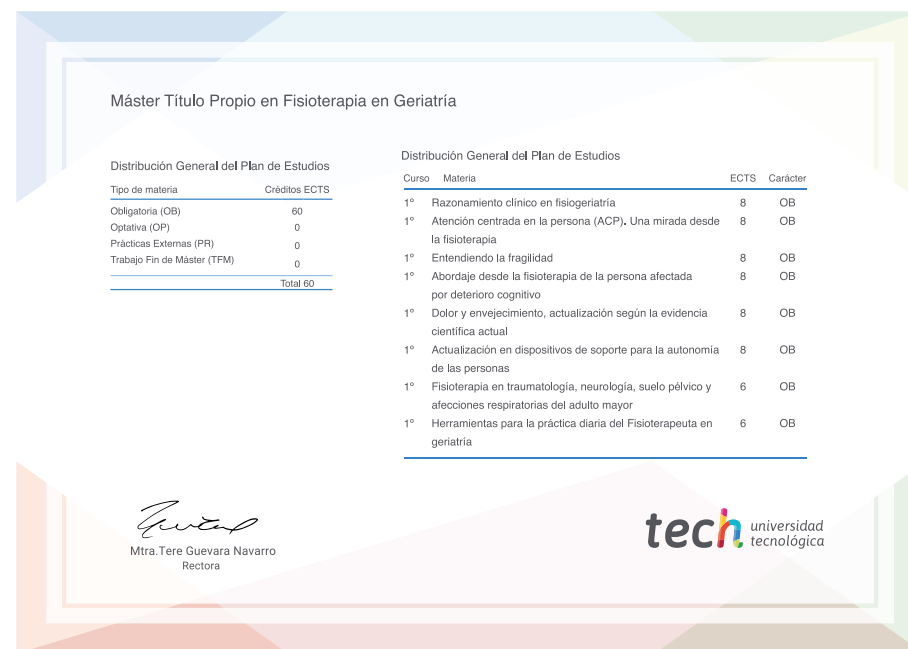 Máster Título Propio en Fisioterapia en Geriatría
Distribución General del Plan de Estudios
Tipo de materia Créditos ECTS
Obligatoria (OB) 60
Optativa (OP) 0
Prácticas Externas (PR) 0
Trabajo Fin de Máster (TFM) 0
Total 60
Distribución General del Plan de Estudios
Curso Materia ECTS Carácter
1º Razonamiento clínico en fisiogeriatría 8 OB
1º Atención centrada en la persona (ACP). Una mirada desde 8 OB
la fisioterapia
1º Entendiendo la fragilidad 8 OB
1º Abordaje desde la fisioterapia de la persona afectada 8 OB
por deterioro cognitivo
1º Dolor y envejecimiento, actualización según la evidencia 8 OB
científica actual
1º Actualización en dispositivos de soporte para la autonomía 8 OB
de las personas
1º Fisioterapia en traumatología, neurología, suelo pélvico y 6 OB
afecciones respiratorias del adulto mayor
1º Herramientas para la práctica diaria del Fisioterapeuta en 6 OB
geriatría
Mtra.Tere Guevara Navarro
Rectora
tech universidad
tecnológica